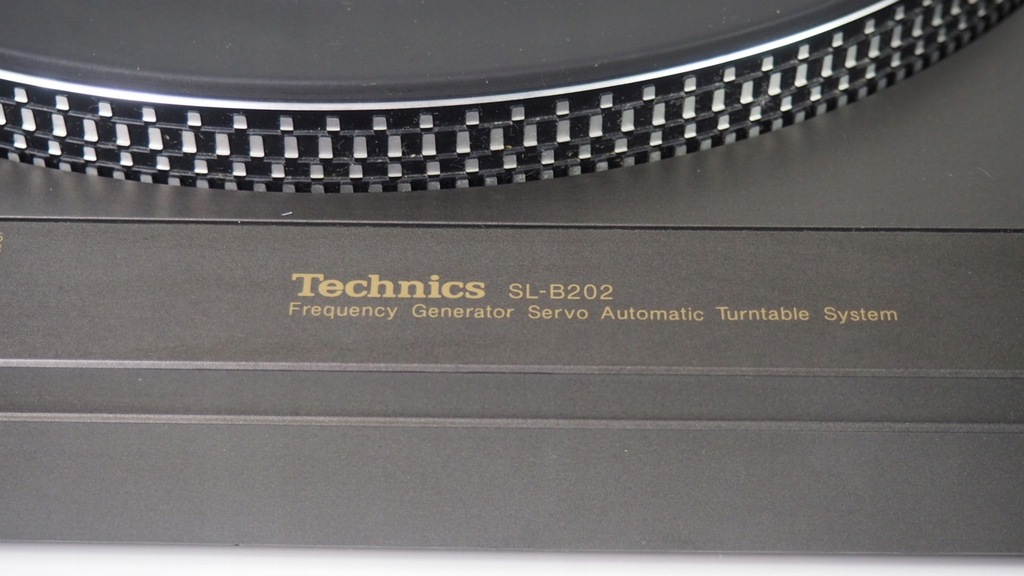 Technics SL-B202
Frequency Generator Servo Automatic Turntable System